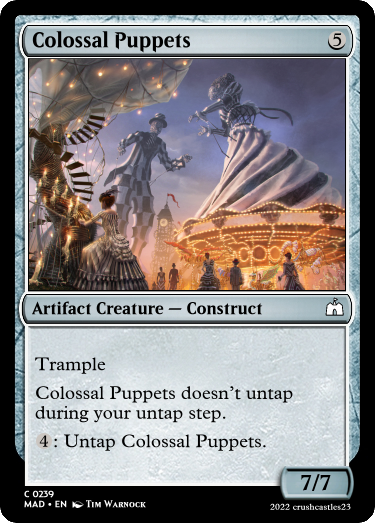 Colossal Puppets 5
Artifact Creature — Construct
Trample
Colossal Puppets doesn't untap
during your untap step.
4 : Untap Colossal Puppets.
7/7
C 0239
MAD • EN Tim Warnock
2022 crushcastles23